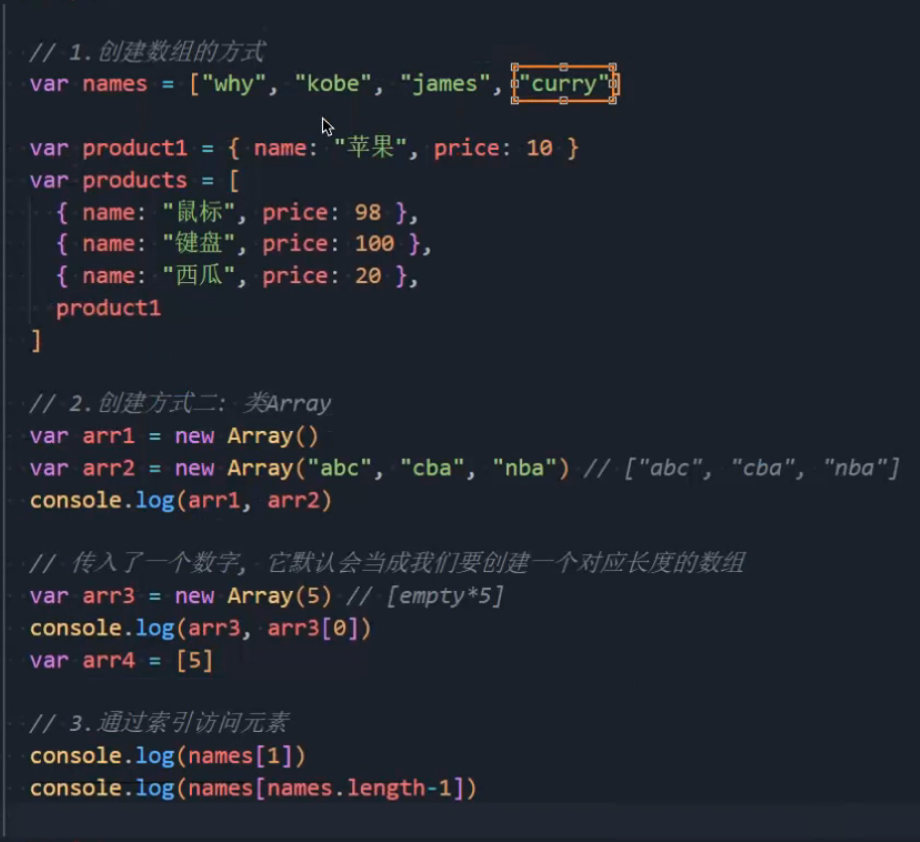 // 1.创建数组的方式
var names = ["why", "kobe", "james", "curry"]
var product1 = { name: "苹果", price: 10 }
var products = [
{ name: "鼠标", price: 98 },
{ name: "键盘", price: 100 },
{ name: "西瓜", price: 20 },
product1
]
// 2.创建方式二: 类Array
var arr1 = new Array()
var arr2 = new Array("abc", "cba", "nba") // ["abc", "cba", "nba"]
console.log(arr1, arr2)
// 传入了一个数字, 它默认会当成我们要创建一个对应长度的数组
var arr3 = new Array(5) // [empty*5]
console.log(arr3, arr3[0])
var arr4 = [5]
// 3.通过索引访问元素
console.log(names[1])
console.log(names[names.length-1])